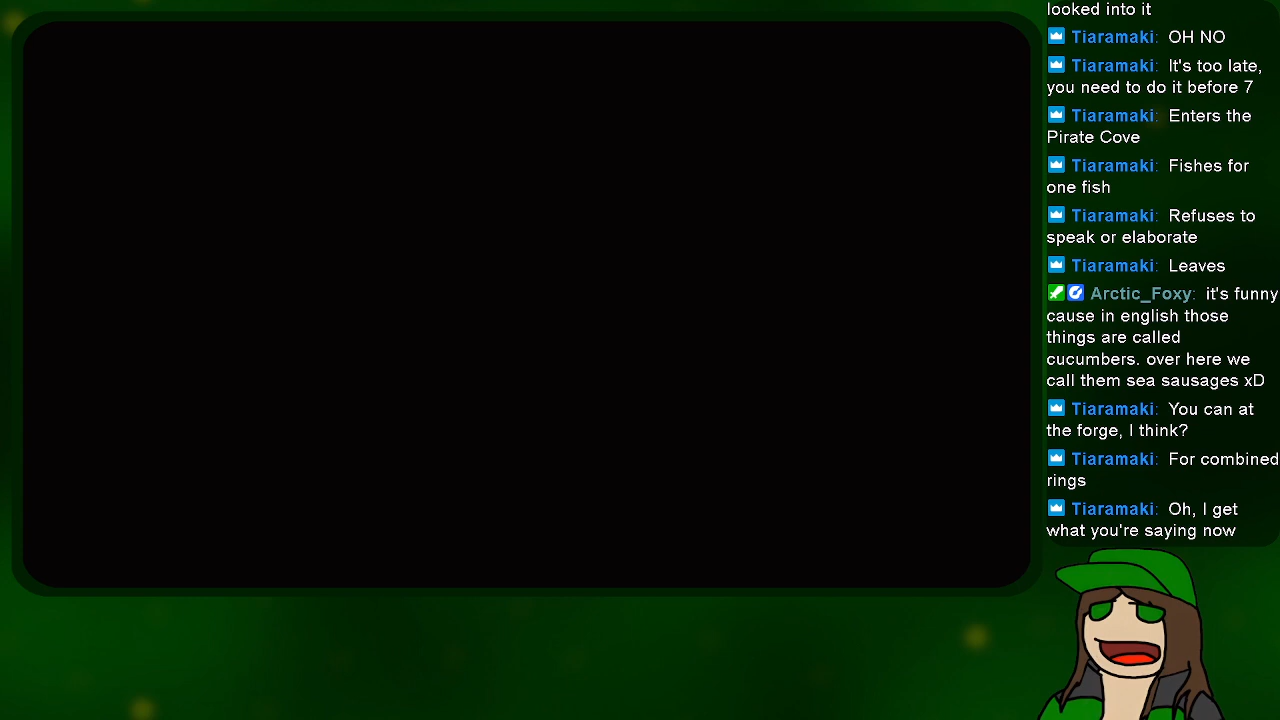 looked into it
Tiaramaki: OH NO
Tiaramaki: It's too late,
you need to do it before 7
Tiaramaki: Enters the
Pirate Cove
Tiaramaki: Fishes for
one fish
Tiaramaki: Refuses to
speak or elaborate
Tiaramaki: Leaves
Arctic_Foxy: it's funny
cause in english those
things are called
cucumbers. over here we
call them sea sausages xD
Tiaramaki: You can at
the forge, I think?
Tiaramaki: For combined
rings
Tiaramaki: Oh, I get
what you're saying now